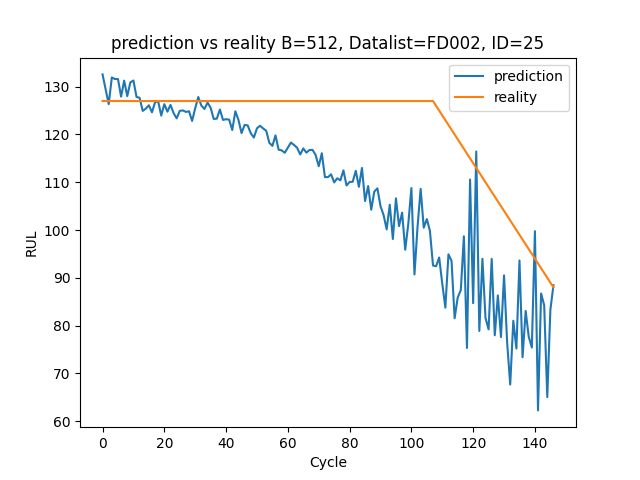 prediction vs reality B=512, Datalist=FD002, ID=25
prediction
reality
130
120
110
100
90
80
70
60
RUL
0 20 40 60 80 100 120 140
Cycle